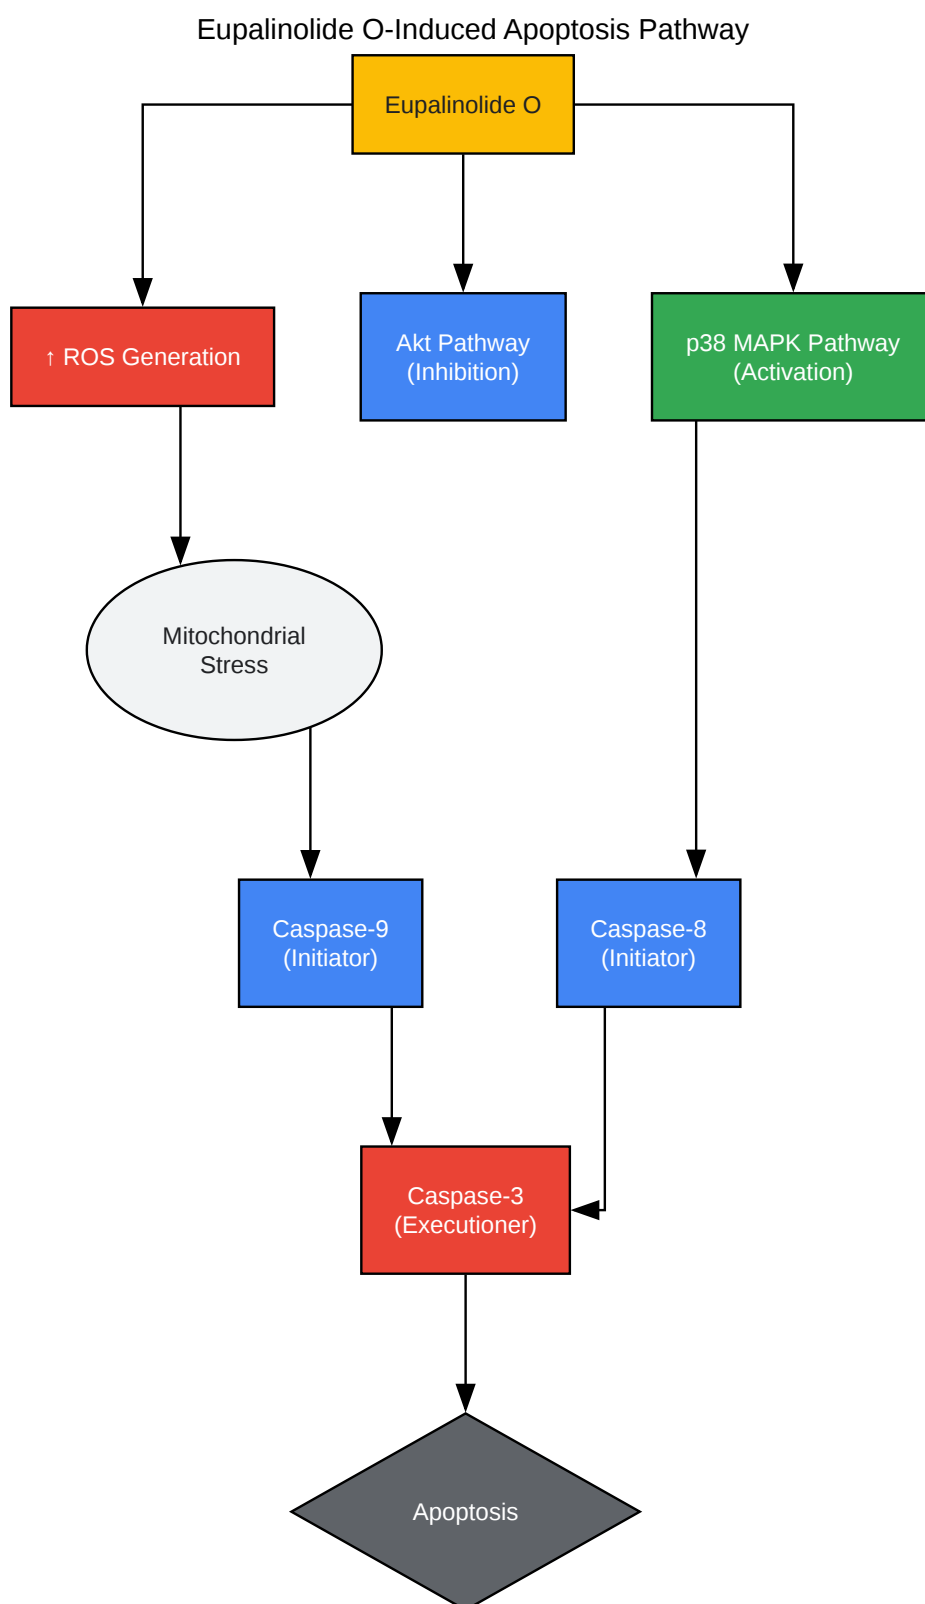 Eupalinolide O-Induced Apoptosis Pathway
Eupalinolide O
↑ ROS Generation
Akt Pathway
(Inhibition)
p38 MAPK Pathway
(Activation)
Mitochondrial
Stress
Caspase-9
(Initiator)
Caspase-8
(Initiator)
Caspase-3
(Executioner)
Apoptosis